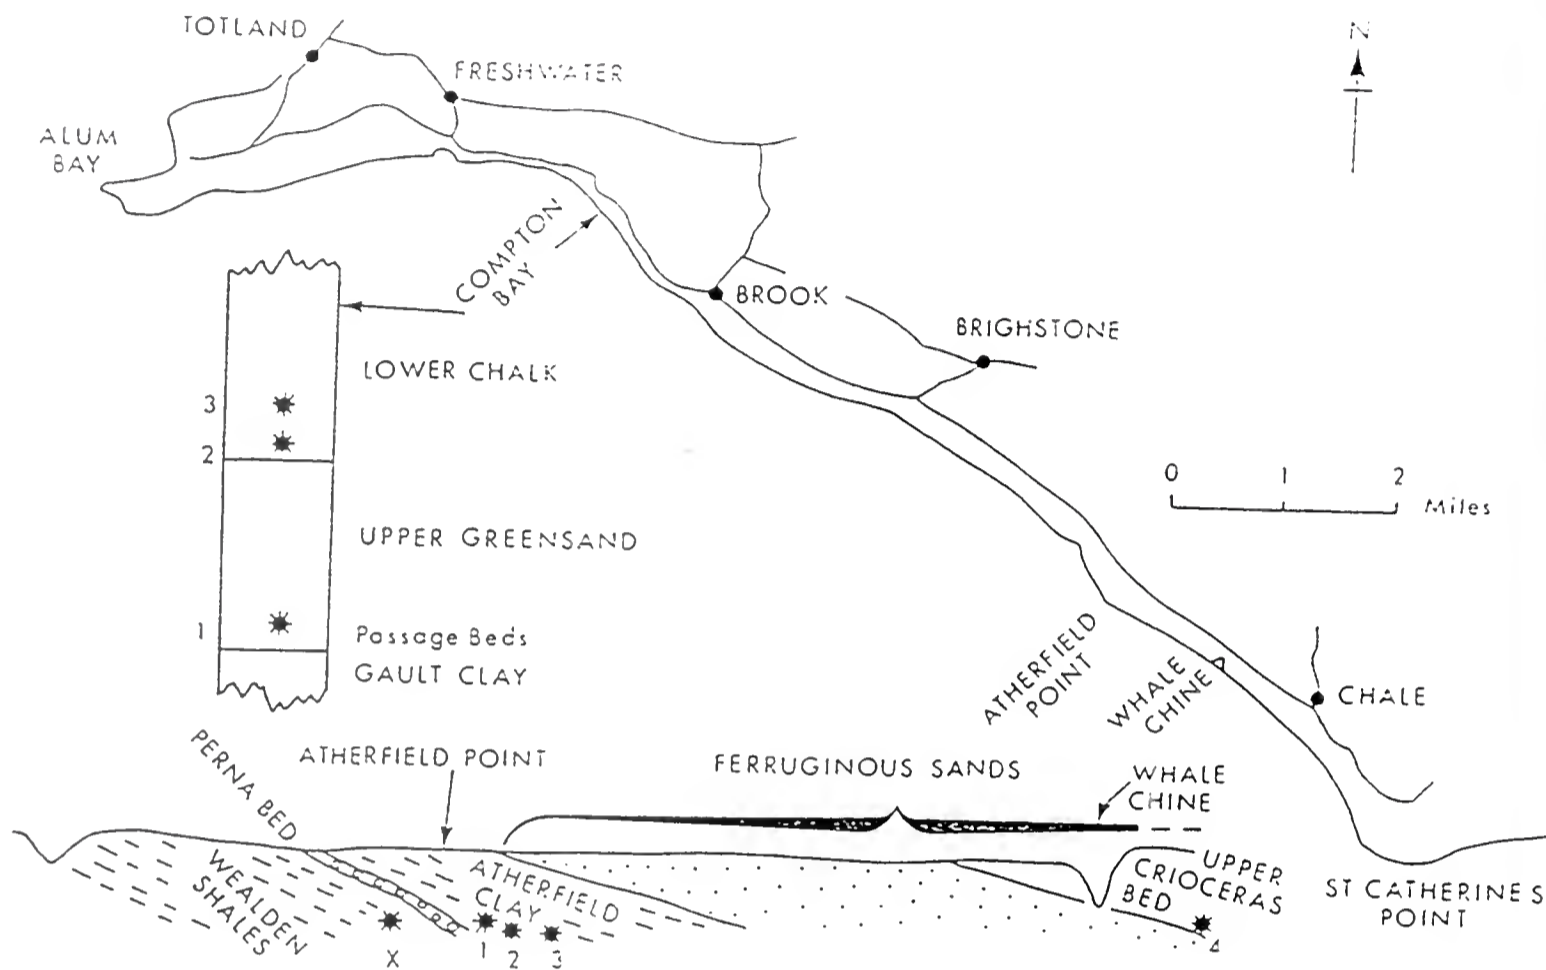 TOTLAND
FRESHWATER
N
ALUM
BAY
COMPTON
BAY
BROOK
BRIGHSTONE
LOWER CHALK
3
2
0 1 2
Miles
UPPER GREENSAND
1
Passage Beds
GAULT CLAY
ATHERFIELD
POINT
WHALE
CHINE
CHALE
PERNA BED
ATHERFIELD POINT
FERRUGINOUS SANDS
WHALE
CHINE
WEALDEN
SHALES
ATHERFIELD
CLAY
UPPER
CRIOCERAS
BED
ST CATHERINES
POINT
X
1 2 3
4